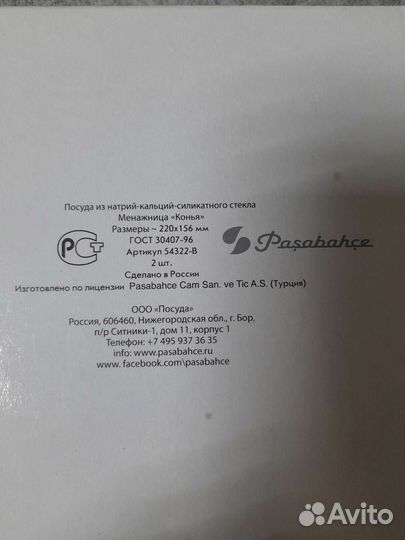 Посуда из натрий-кальций-силикатного стекла
Менажница «Конья»
Размеры ~ 220х156 мм
ГОСТ 30407-96
Артикул 54322-B
2 шт.
Сделано в России
РСТ
Paşabahçe
Изготовлено по лицензии Pasabahce Cam San. ve Tic A.S. (Турция)
ООО «Посуда»
Россия, 606460, Нижегородская обл., г. Бор,
п/р Ситники-1, дом 11, корпус 1
Телефон: +7 495 937 36 35
info: www.pasabahce.ru
www.facebook.com\pasabahce
Avito